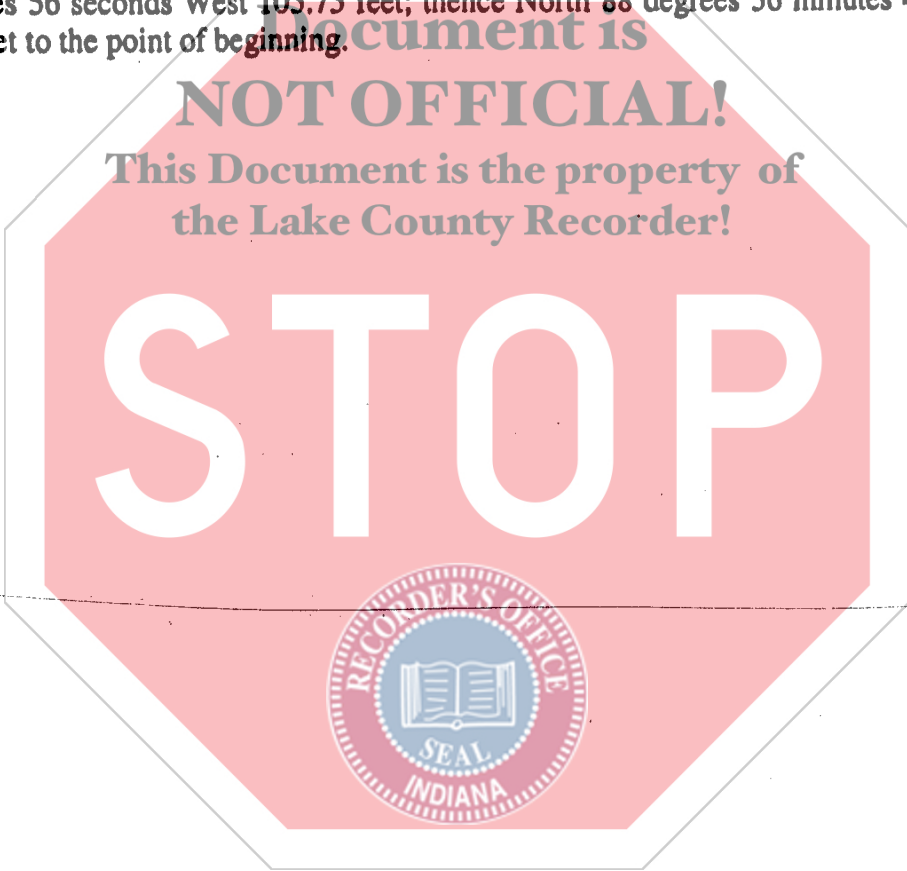 es 56 seconds West 105.75 feet; thence North 88 degrees 56 minutes
et to the point of beginning.
Document is
NOT OFFICIAL!
This Document is the property of
the Lake County Recorder!
STOP
RECORDER'S OFFICE
SEAL
INDIANA